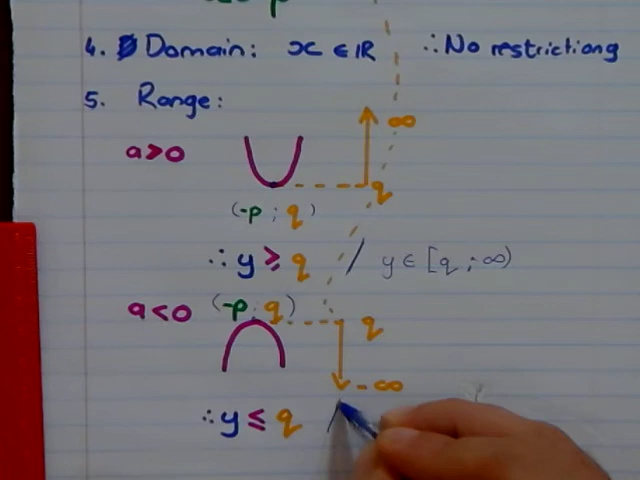 4. Domain: x ∈ ℝ ∴ No restrictions
5. Range:
∞
a>0
q
(-p ; q)
∴ y ≥ q / y ∈ [q ; ∞)
a<0 (-p ; q)
q
-∞
∴ y ≤ q /